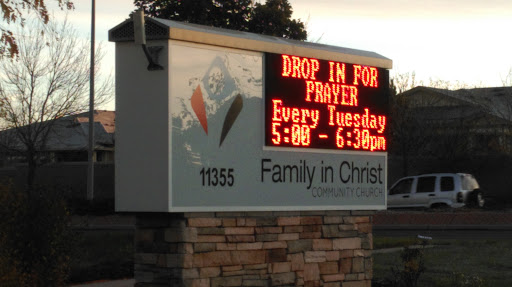 DROP IN FOR
PRAYER
Every Tuesday
5:00 - 6:30pm
11355
Family in Christ
COMMUNITY CHURCH